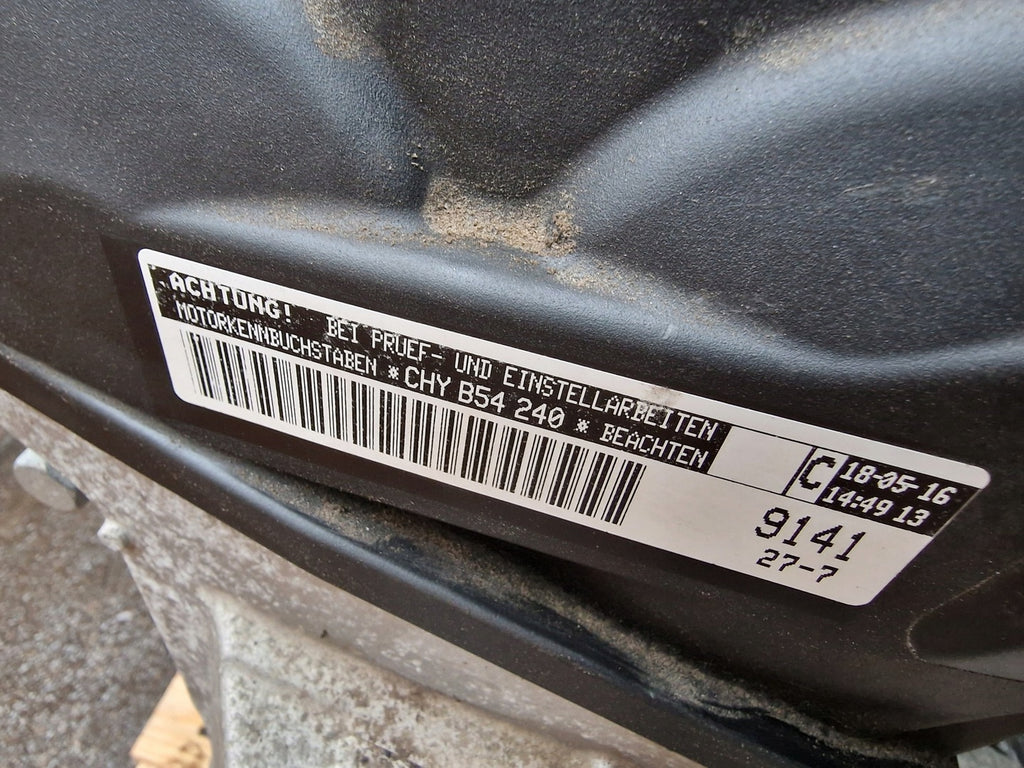 ACHTUNG! BEI PRUEF- UND EINSTELLARBEITEN
MOTORKENNBUCHSTABEN *CHY B54 240 * BEACHTEN
C
18-05-16
14:49 13
9141
27-7